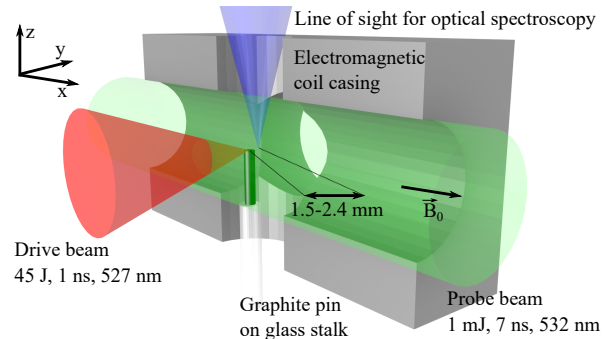 Line of sight for optical spectroscopy
z
y
x
Electromagnetic
coil casing
1.5-2.4 mm
B⃗₀
Drive beam
45 J, 1 ns, 527 nm
Graphite pin
on glass stalk
Probe beam
1 mJ, 7 ns, 532 nm